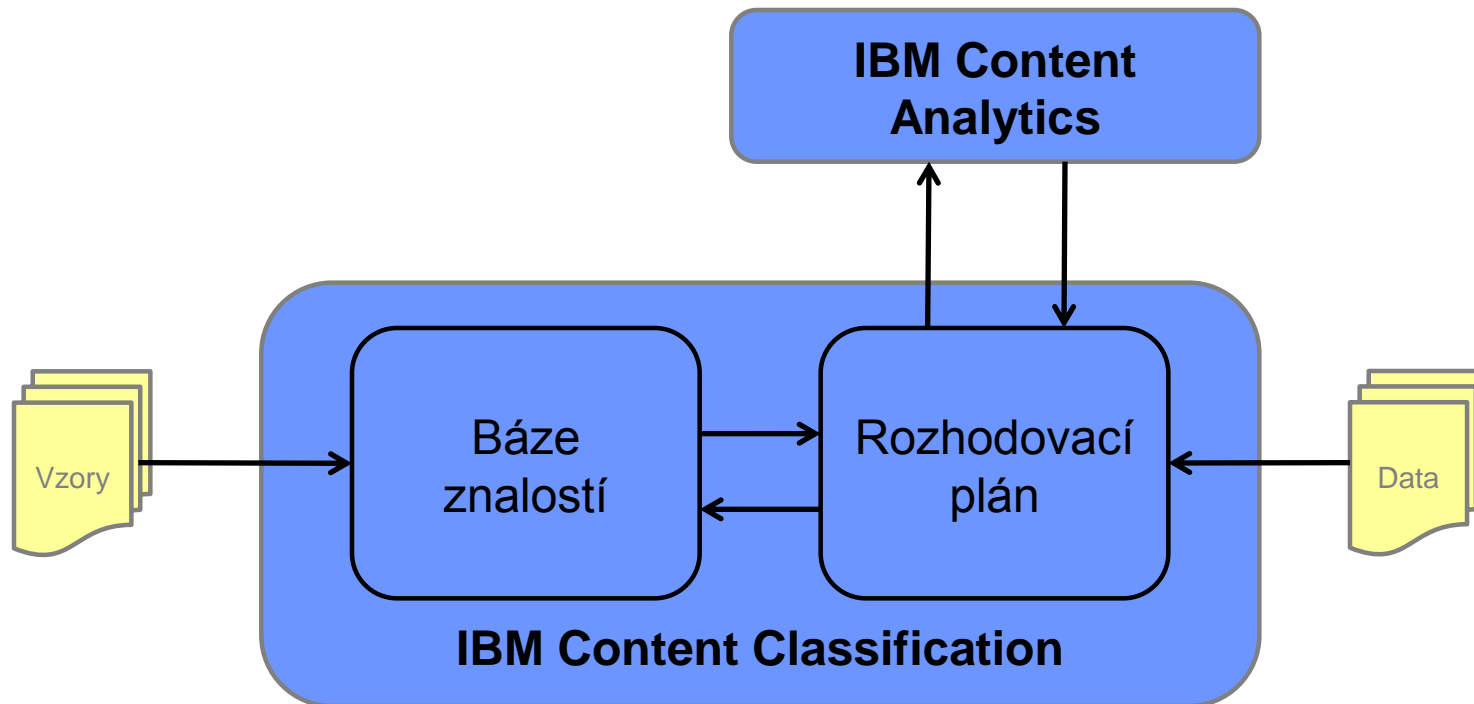 IBM Content
Analytics
Vzory
Báze
znalostí
Rozhodovací
plán
Data
IBM Content Classification